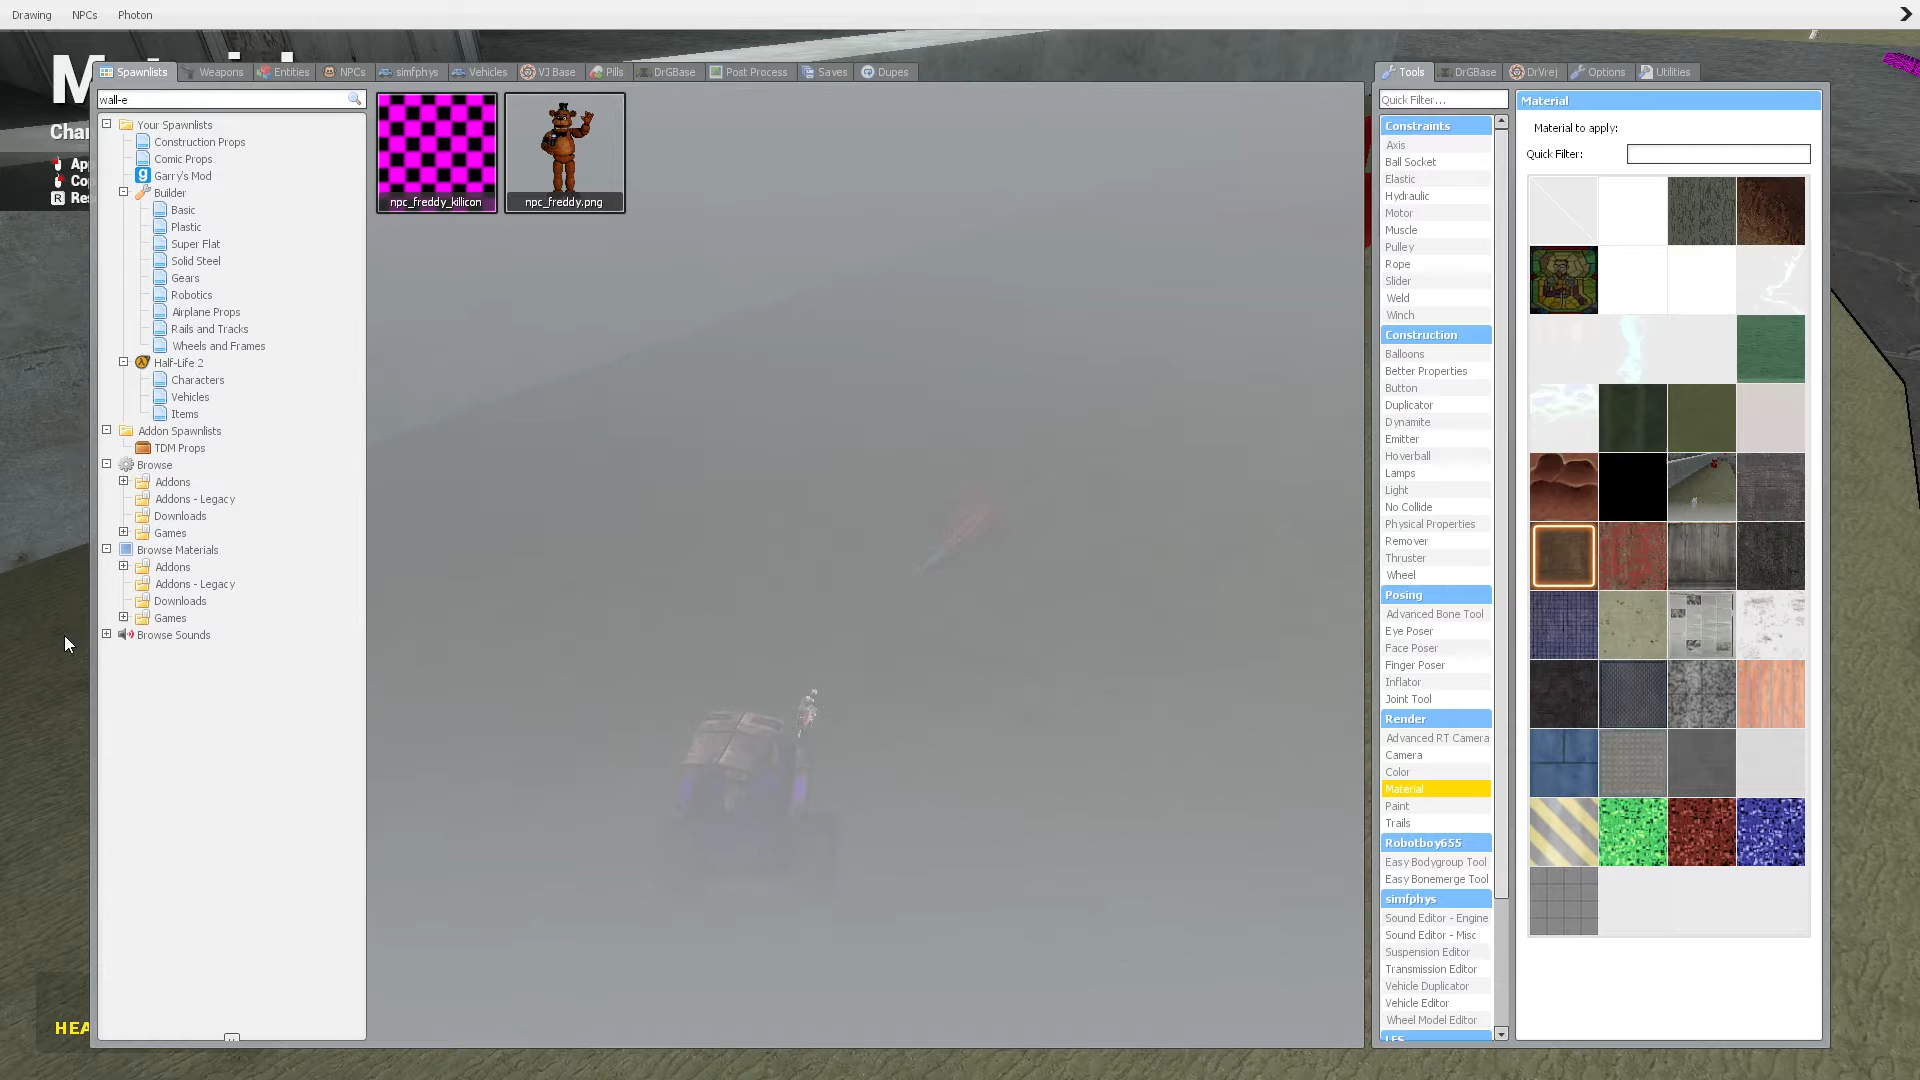 Drawing NPCs Photon
M
Spawnlists Weapons Entities NPCs simfphys Vehicles VJ Base Pills DrGBase Post Process Saves Dupes
Tools DrGBase DrVrej Options Utilities
wall-e
Your Spawnlists
Construction Props
Comic Props
Garry's Mod
Builder
Basic
Plastic
Super Flat
Solid Steel
Gears
Robotics
Airplane Props
Rails and Tracks
Wheels and Frames
Half-Life 2
Characters
Vehicles
Items
Addon Spawnlists
TDM Props
Browse
Addons
Addons - Legacy
Downloads
Games
Browse Materials
Addons
Addons - Legacy
Downloads
Games
Browse Sounds
Cha
Ap
Co
R Res
HEA
npc_freddy_killicon
npc_freddy.png
Quick Filter...
Constraints
Axis
Ball Socket
Elastic
Hydraulic
Motor
Muscle
Pulley
Rope
Slider
Weld
Winch
Construction
Balloons
Better Properties
Button
Duplicator
Dynamite
Emitter
Hoverball
Lamps
Light
No Collide
Physical Properties
Remover
Thruster
Wheel
Posing
Advanced Bone Tool
Eye Poser
Face Poser
Finger Poser
Inflator
Joint Tool
Render
Advanced RT Camera
Camera
Color
Material
Paint
Trails
Robotboy655
Easy Bodygroup Tool
Easy Bonemerge Tool
simfphys
Sound Editor - Engine
Sound Editor - Misc
Suspension Editor
Transmission Editor
Vehicle Duplicator
Vehicle Editor
Wheel Model Editor
LFS
Material
Material to apply:
Quick Filter: